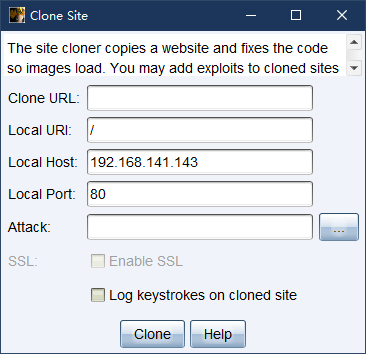 Clone Site
The site cloner copies a website and fixes the code
so images load. You may add exploits to cloned sites
Clone URL:
Local URI: /
Local Host: 192.168.141.143
Local Port: 80
Attack: ...
SSL: Enable SSL
Log keystrokes on cloned site
Clone Help